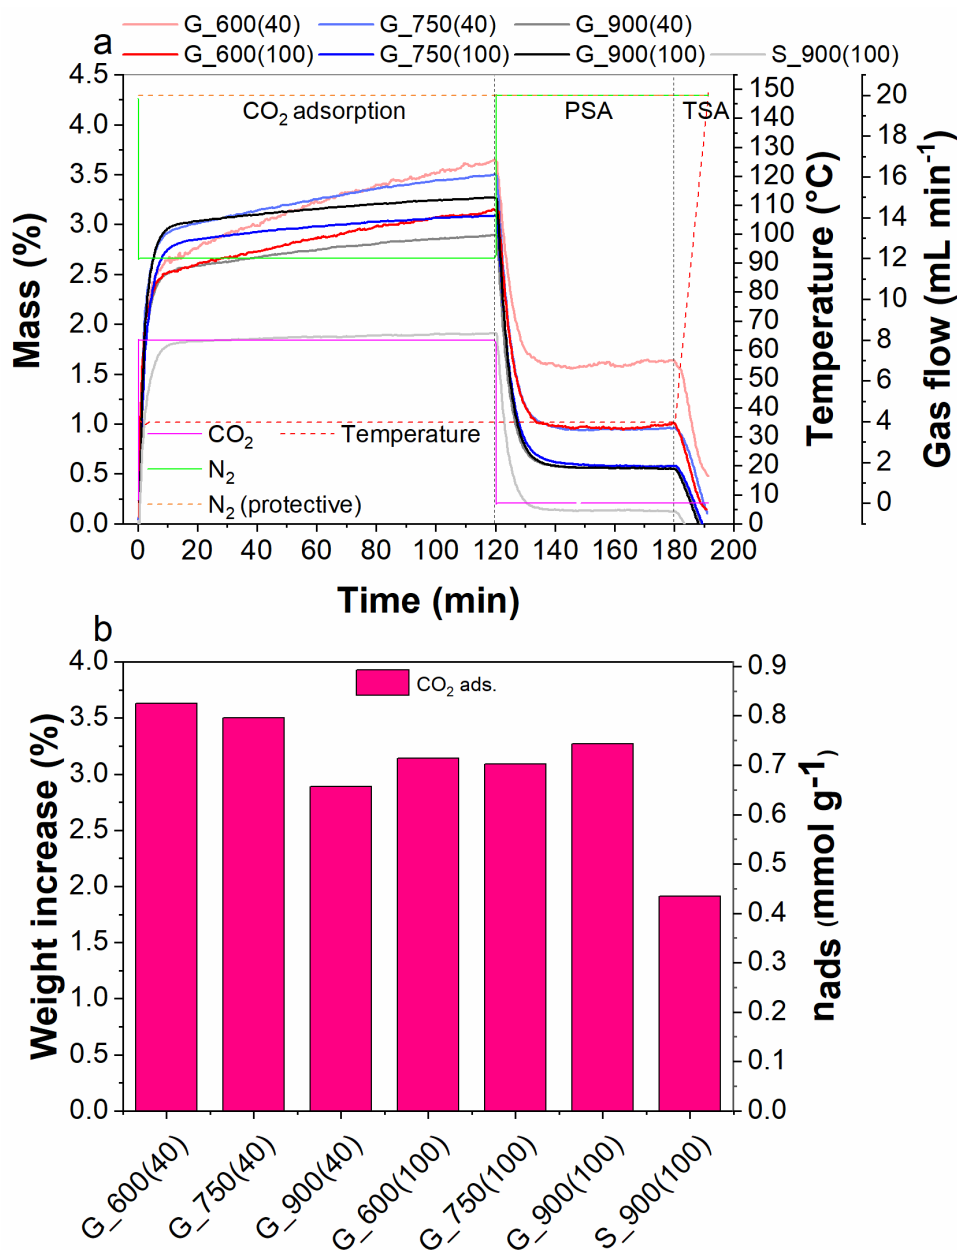 G_600(40) G_750(40) G_900(40)
a
G_600(100) G_750(100) G_900(100) S_900(100)
4.5
4.0
3.5
3.0
2.5
2.0
1.5
1.0
0.5
0.0
Mass (%)
CO2 adsorption PSA TSA
CO2 Temperature
N2
N2 (protective)
150
140
130
120
110
100
90
80
70
60
50
40
30
20
10
0
Temperature (°C)
20
18
16
14
12
10
8
6
4
2
0
Gas flow (mL min-1)
0 20 40 60 80 100 120 140 160 180 200
Time (min)
b
4.0
3.5
3.0
2.5
2.0
1.5
1.0
0.5
0.0
Weight increase (%)
CO2 ads.
0.9
0.8
0.7
0.6
0.5
0.4
0.3
0.2
0.1
0.0
nads (mmol g-1)
G_600(40)
G_750(40)
G_900(40)
G_600(100)
G_750(100)
G_900(100)
S_900(100)